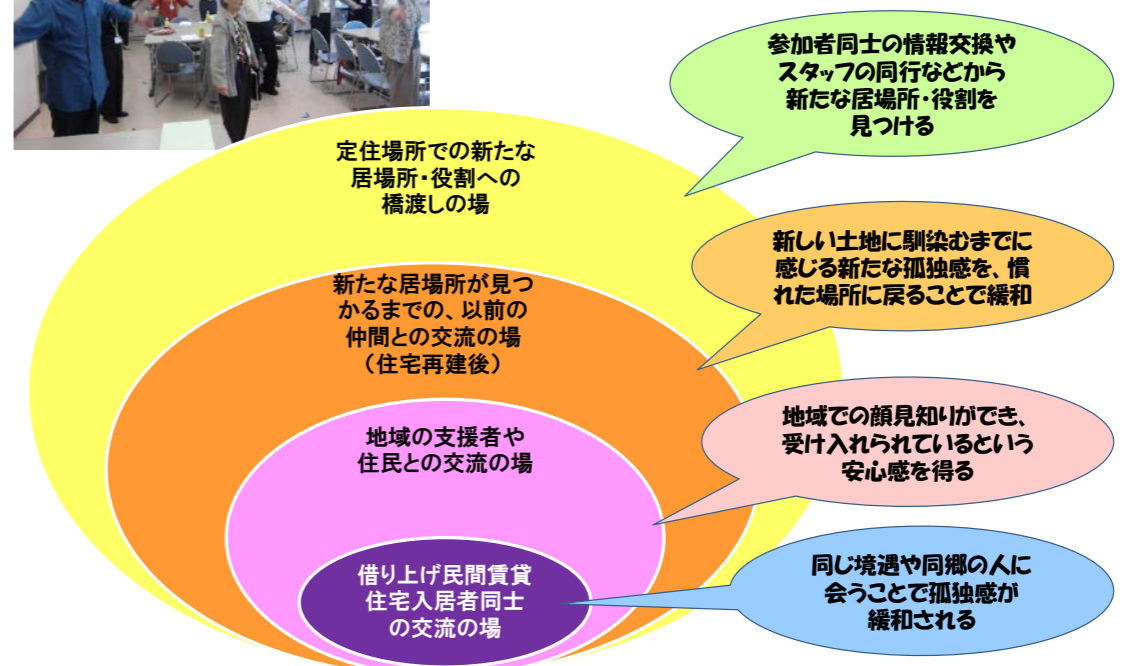 参加者同士の情報交換や
スタッフの同行などから
新たな居場所・役割を
見つける
定住場所での新たな
居場所・役割への
橋渡しの場
新しい土地に馴染むまでに
感じる新たな孤独感を、慣
れた場所に戻ることで緩和
新たな居場所が見つ
かるまでの、以前の
仲間との交流の場
（住宅再建後）
地域での顔見知りができ、
受け入れられているという
安心感を得る
地域の支援者や
住民との交流の場
同じ境遇や同郷の人に
会うことで孤独感が
緩和される
借り上げ民間賃貸
住宅入居者同士
の交流の場